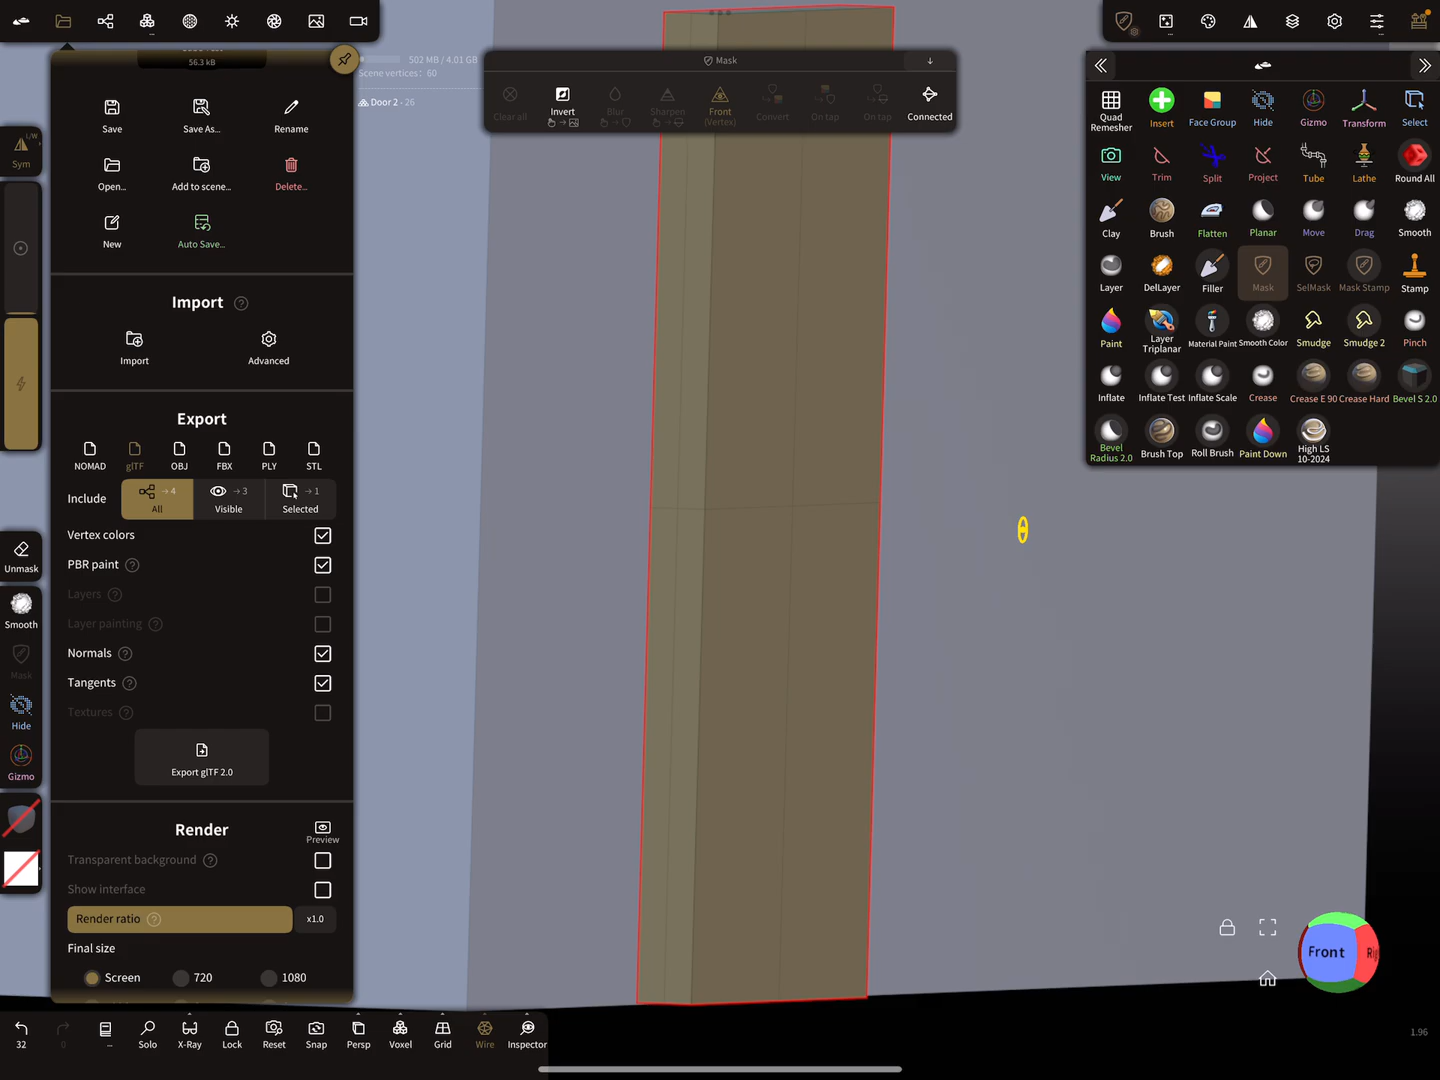 56.3 kB
Save
Save As...
Rename
Open...
Add to scene...
Delete...
New
Auto Save...
Import
Import
Advanced
Export
NOMAD
glTF
OBJ
FBX
PLY
STL
Include
→ 4
All
→ 3
Visible
→ 1
Selected
Vertex colors
PBR paint ?
Layers ?
Layer painting ?
Normals ?
Tangents ?
Textures ?
Export glTF 2.0
Render
Preview
Transparent background ?
Show interface
Render ratio ?
x1.0
Final size
Screen
720
1080
L/W
Sym
Unmask
Smooth
Mask
Hide
Gizmo
502 MB / 4.01 GB
Scene vertices: 60
Door 2 · 26
Mask
Clear all
Invert
Blur
Sharpen
Front
(Vertex)
Convert
On tap
On tap
Connected
Quad
Remesher
Insert
Face Group
Hide
Gizmo
Transform
Select
View
Trim
Split
Project
Tube
Lathe
Round All
Clay
Brush
Flatten
Planar
Move
Drag
Smooth
Layer
DelLayer
Filler
Mask
SelMask
Mask Stamp
Stamp
Paint
Layer
Triplanar
Material Paint
Smooth Color
Smudge
Smudge 2
Pinch
Inflate
Inflate Test
Inflate Scale
Crease
Crease E 90
Crease Hard
Bevel S 2.0
Bevel
Radius 2.0
Brush Top
Roll Brush
Paint Down
High LS
10-2024
Front
Ri
32
0
...
Solo
X-Ray
Lock
Reset
Snap
Persp
Voxel
Grid
Wire
Inspector
1.96